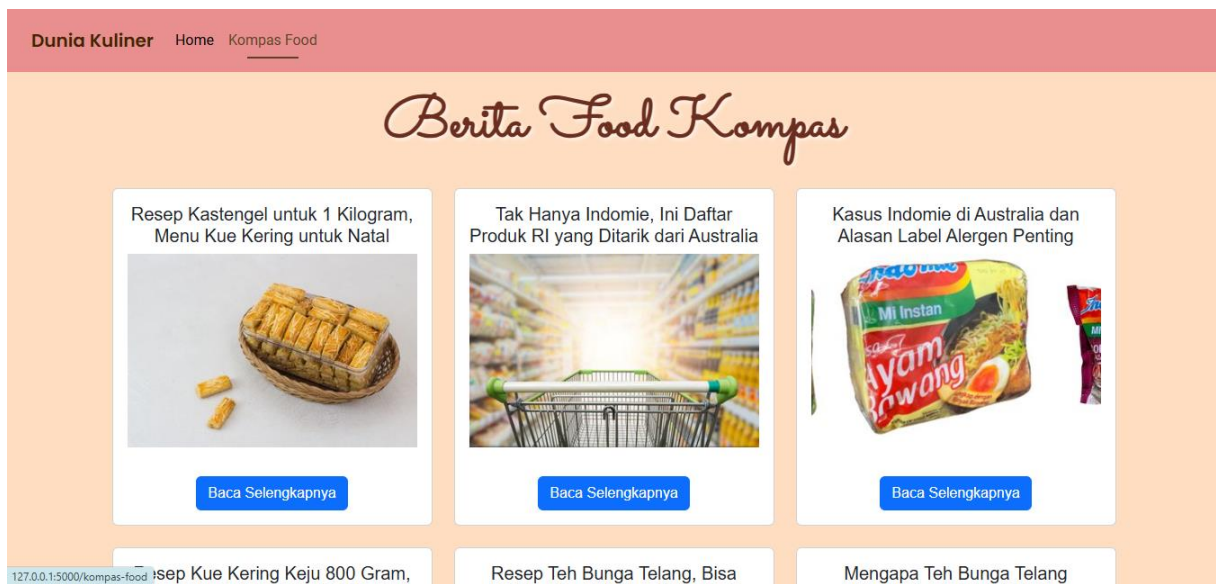 Dunia Kuliner Home Kompas Food
Berita Food Kompas
Resep Kastengel untuk 1 Kilogram,
Menu Kue Kering untuk Natal
Tak Hanya Indomie, Ini Daftar
Produk RI yang Ditarik dari Australia
Kasus Indomie di Australia dan
Alasan Label Alergen Penting
Indomie
Mi Instan
Ayam
Bawang
Baca Selengkapnya
Baca Selengkapnya
Baca Selengkapnya
Resep Kue Kering Keju 800 Gram,
Resep Teh Bunga Telang, Bisa
Mengapa Teh Bunga Telang
127.0.0.1:5000/kompas-food